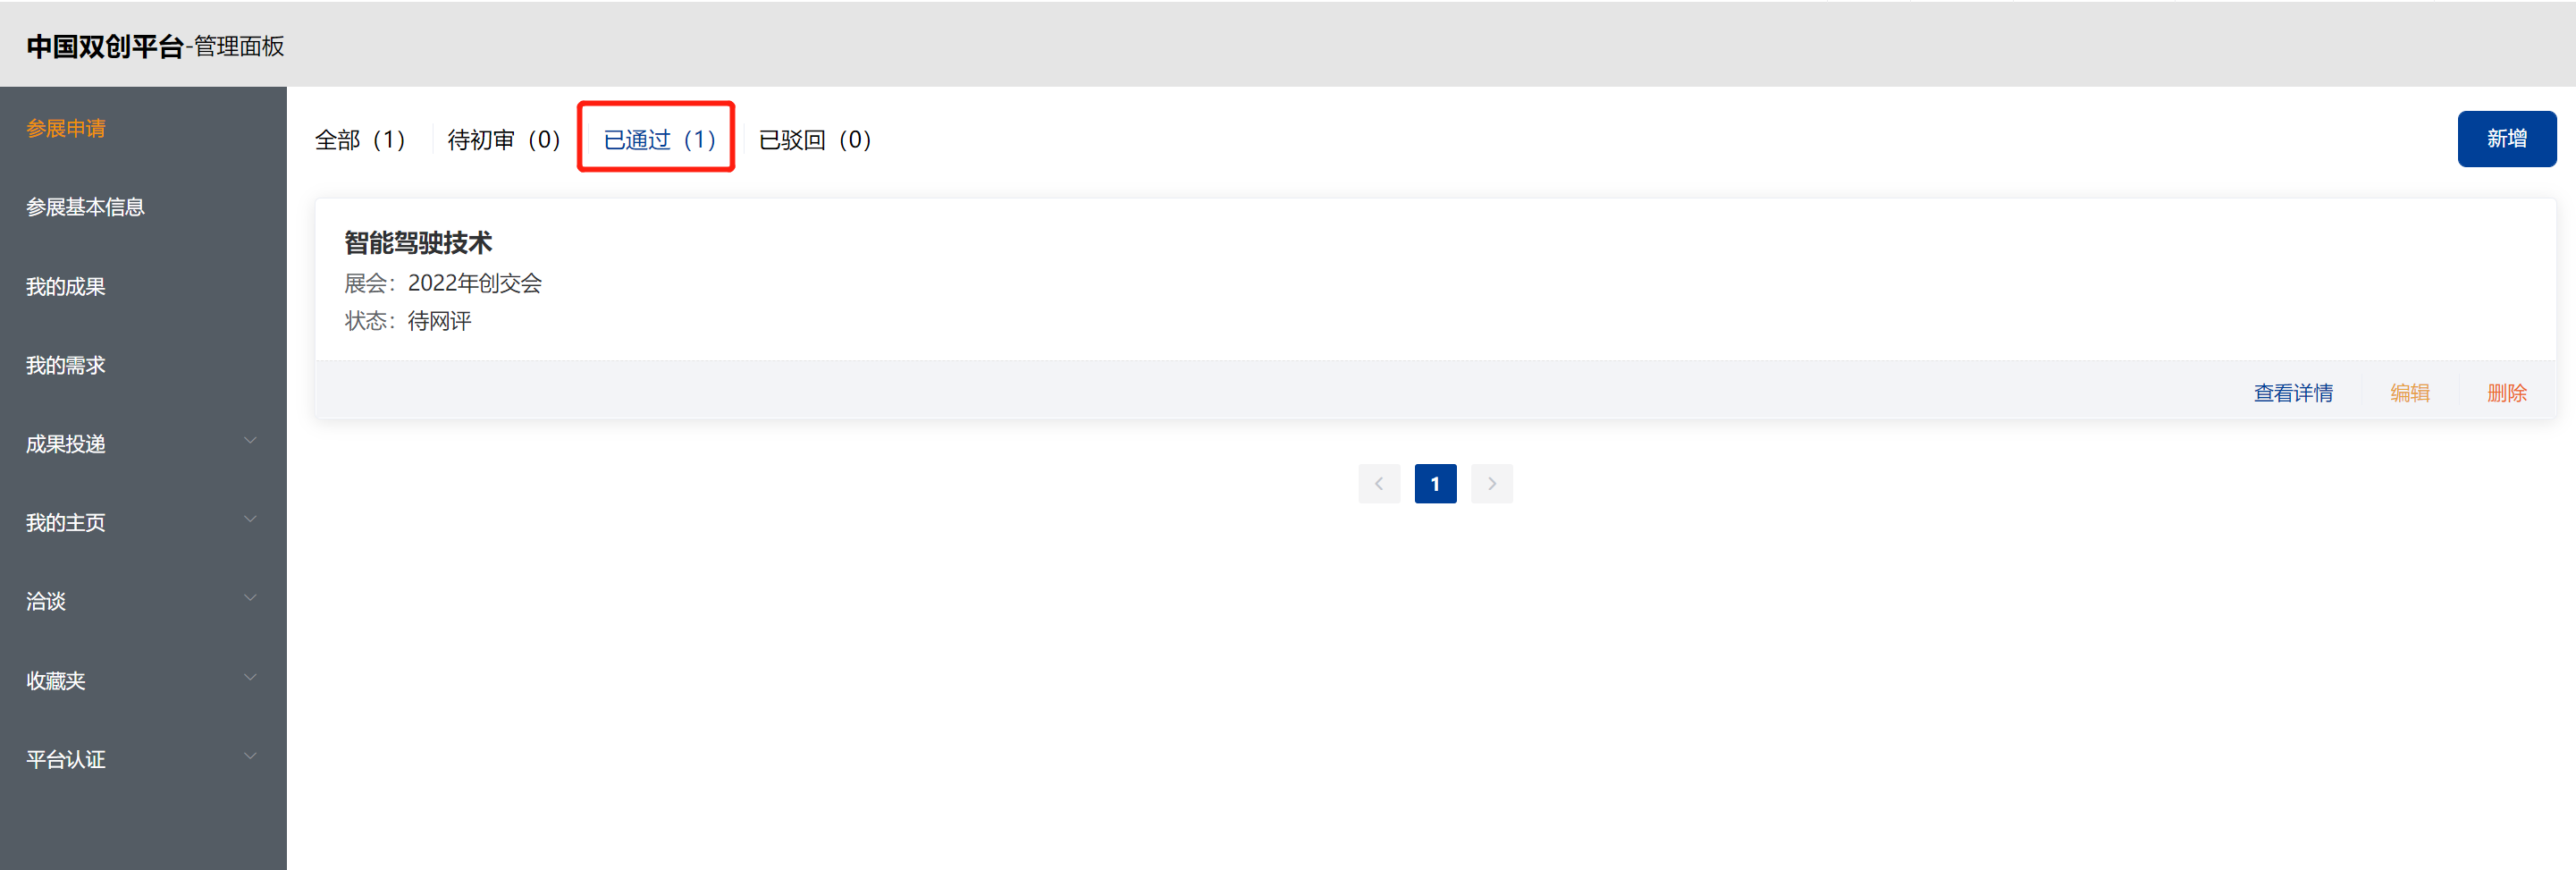 中国双创平台-管理面板
参展申请
参展基本信息
我的成果
我的需求
成果投递
我的主页
洽谈
收藏夹
平台认证
全部（1） 待初审（0） 已通过（1） 已驳回（0） 新增
智能驾驶技术
展会：2022年创交会
状态：待网评
查看详情 编辑 删除
1